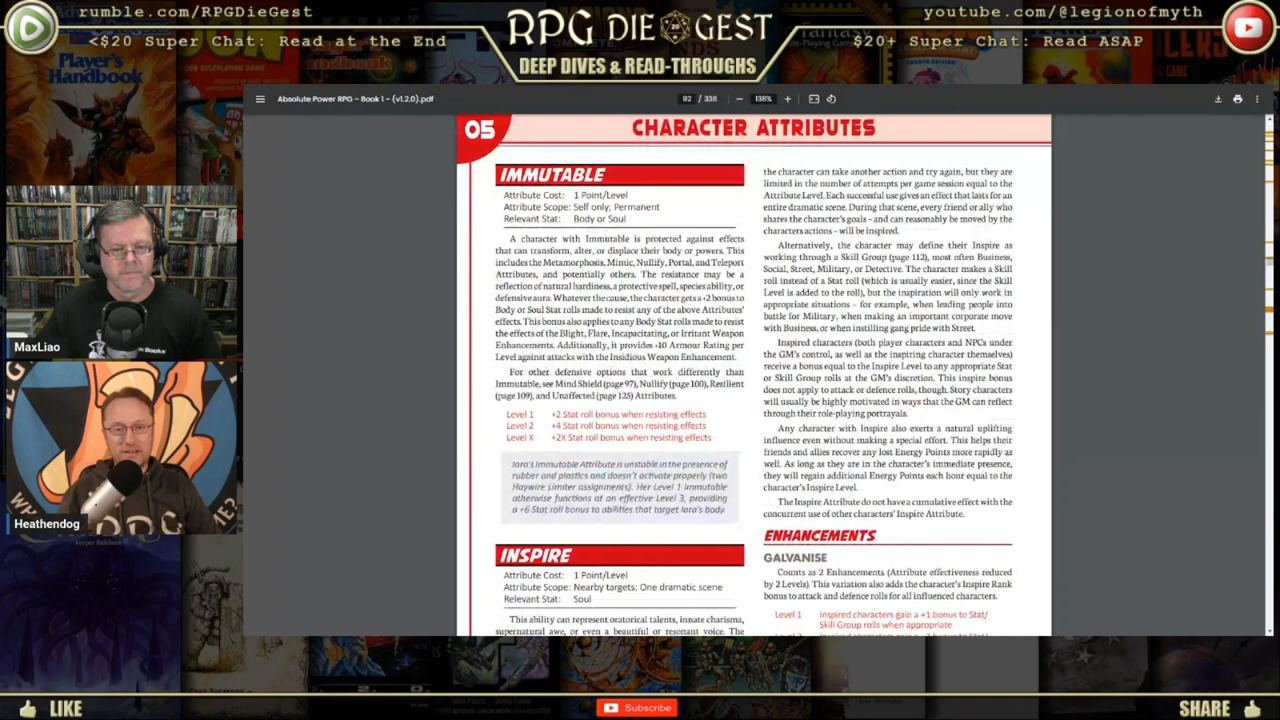 rumble.com/RPGDieGest
<$20 Super Chat: Read at the End
RPG DIE GEST
20
DEEP DIVES & READ-THROUGHS
youtube.com/@legionofmyth
$20+ Super Chat: Read ASAP
Player's
Handbook
Absolute Power RPG - Book 1 - (v1.2.0).pdf
92 / 338
138%
05
CHARACTER ATTRIBUTES
IMMUTABLE
Attribute Cost: 1 Point/Level
Attribute Scope: Self only; Permanent
Relevant Stat: Body or Soul
A character with Immutable is protected against effects
that can transform, alter, or displace their body or powers. This
includes the Metamorphosis, Mimic, Nullify, Portal, and Teleport
Attributes, and potentially others. The resistance may be a
reflection of natural hardiness, a protective spell, species ability, or
defensive aura. Whatever the cause, the character gets a +2 bonus to
Body or Soul Stat rolls made to resist any of the above Attributes'
effects. This bonus also applies to any Body Stat rolls made to resist
the effects of the Blight, Flare, Incapacitating, or Irritant Weapon
Enhancements. Additionally, it provides +10 Armour Rating per
Level against attacks with the Insidious Weapon Enhancement.
For other defensive options that work differently than
Immutable, see Mind Shield (page 97), Nullify (page 100), Resilient
(page 109), and Unaffected (page 125) Attributes.
Level 1 +2 Stat roll bonus when resisting effects
Level 2 +4 Stat roll bonus when resisting effects
Level X +2X Stat roll bonus when resisting effects
Iara's Immutable Attribute is unstable in the presence of
rubber and plastics and doesn't activate properly (two
Haywire Limiter assignments). Her Level 1 Immutable
otherwise functions at an effective Level 3, providing
a +6 Stat roll bonus to abilities that target Iara's body.
INSPIRE
Attribute Cost: 1 Point/Level
Attribute Scope: Nearby targets; One dramatic scene
Relevant Stat: Soul
This ability can represent oratorical talents, innate charisma,
supernatural awe, or even a beautiful or resonant voice. The
the character can take another action and try again, but they are
limited in the number of attempts per game session equal to the
Attribute Level. Each successful use gives an effect that lasts for an
entire dramatic scene. During that scene, every friend or ally who
shares the character's goals – and can reasonably be moved by the
characters actions – will be inspired.
Alternatively, the character may define their Inspire as
working through a Skill Group (page 112), most often Business,
Social, Street, Military, or Detective. The character makes a Skill
roll instead of a Stat roll (which is usually easier, since the Skill
Level is added to the roll), but the inspiration will only work in
appropriate situations – for example, when leading people into
battle for Military, when making an important corporate move
with Business, or when instilling gang pride with Street.
Inspired characters (both player characters and NPCs under
the GM's control, as well as the inspiring character themselves)
receive a bonus equal to the Inspire Level to any appropriate Stat
or Skill Group rolls at the GM's discretion. This inspire bonus
does not apply to attack or defence rolls, though. Story characters
will usually be highly motivated in ways that the GM can reflect
through their role-playing portrayals.
Any character with Inspire also exerts a natural uplifting
influence even without making a special effort. This helps their
friends and allies recover any lost Energy Points more rapidly as
well. As long as they are in the character's immediate presence,
they will regain additional Energy Points each hour equal to the
character's Inspire Level.
The Inspire Attribute do not have a cumulative effect with the
concurrent use of other characters' Inspire Attribute.
ENHANCEMENTS
GALVANISE
Counts as 2 Enhancements (Attribute effectiveness reduced
by 2 Levels). This variation also adds the character's Inspire Rank
bonus to attack and defence rolls for all influenced characters.
Level 1 Inspired characters gain a +1 bonus to Stat/
Skill Group rolls when appropriate
MaxLiao
Heathendog
LIKE
Subscribe
SHARE